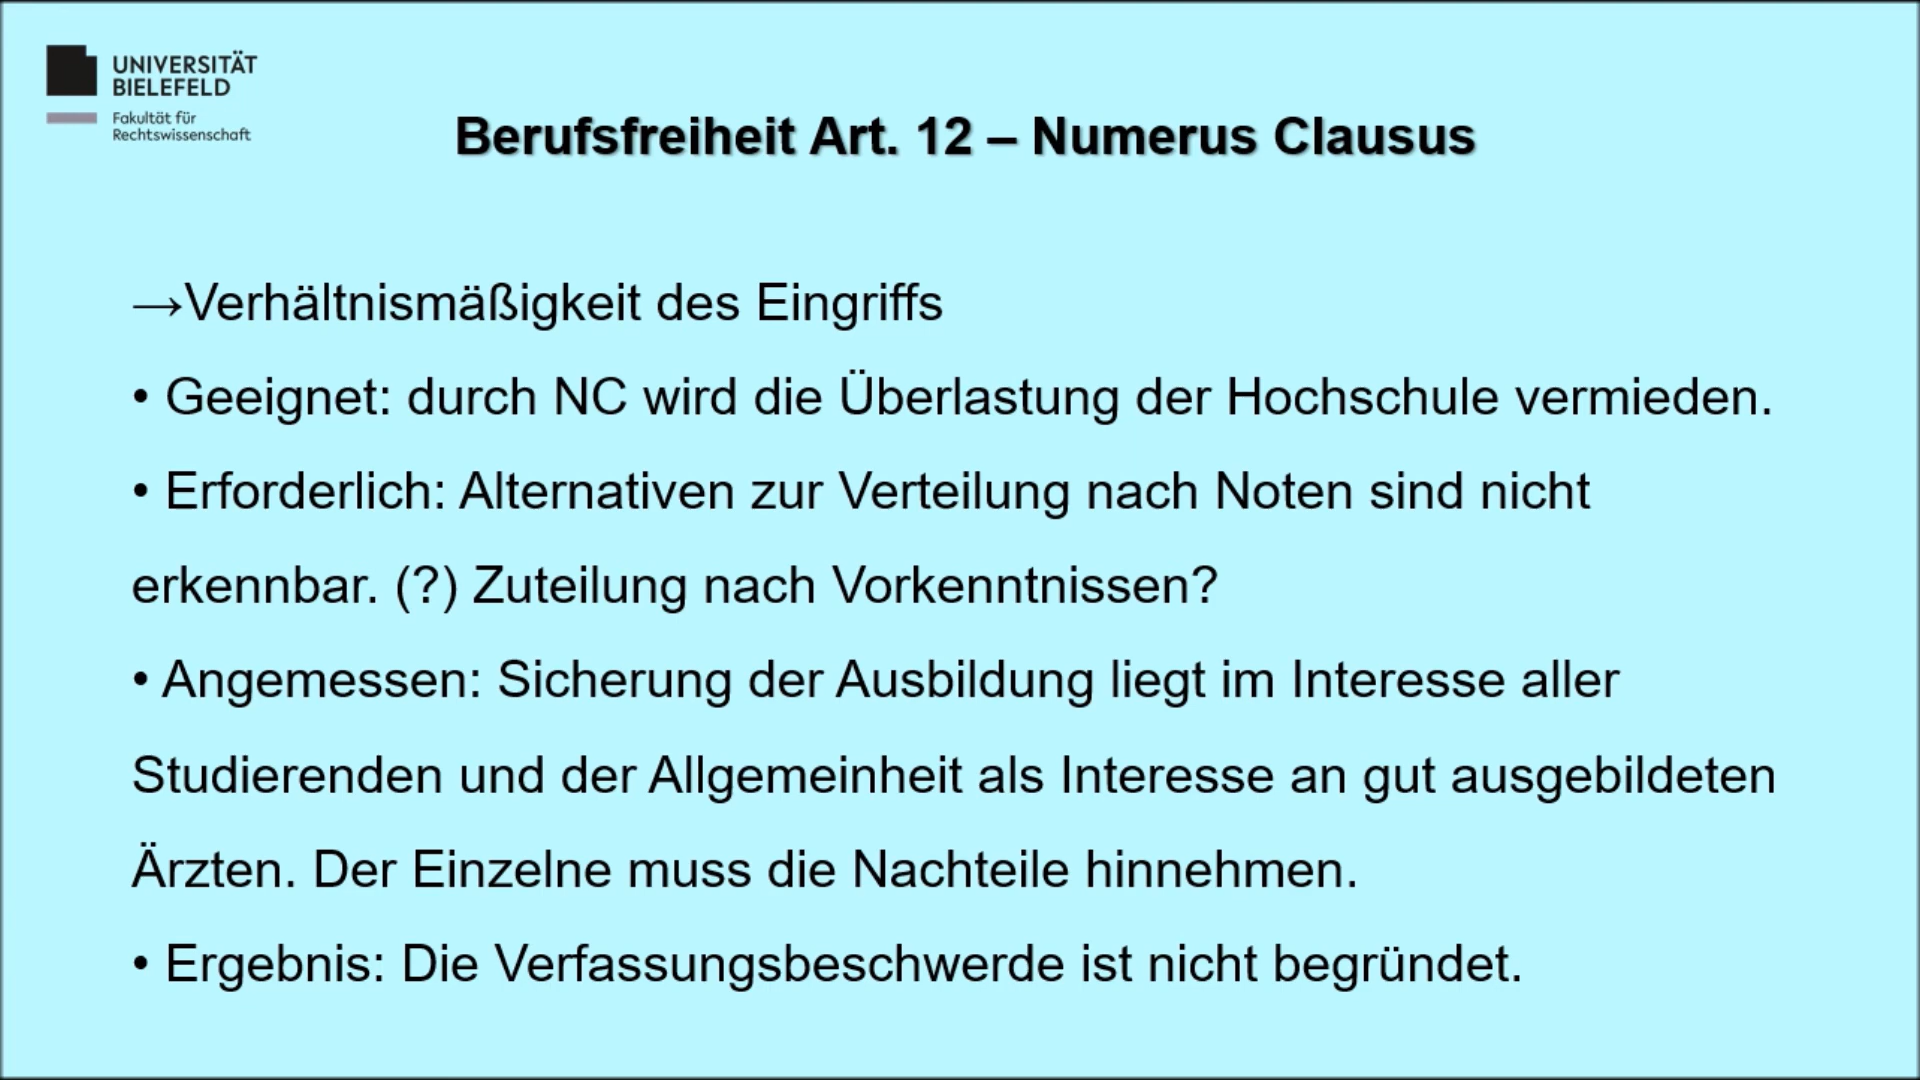 UNIVERSITÄT
BIELEFELD
Fakultät für
Rechtswissenschaft
Berufsfreiheit Art. 12 – Numerus Clausus
→Verhältnismäßigkeit des Eingriffs
• Geeignet: durch NC wird die Überlastung der Hochschule vermieden.
• Erforderlich: Alternativen zur Verteilung nach Noten sind nicht
erkennbar. (?) Zuteilung nach Vorkenntnissen?
• Angemessen: Sicherung der Ausbildung liegt im Interesse aller
Studierenden und der Allgemeinheit als Interesse an gut ausgebildeten
Ärzten. Der Einzelne muss die Nachteile hinnehmen.
• Ergebnis: Die Verfassungsbeschwerde ist nicht begründet.